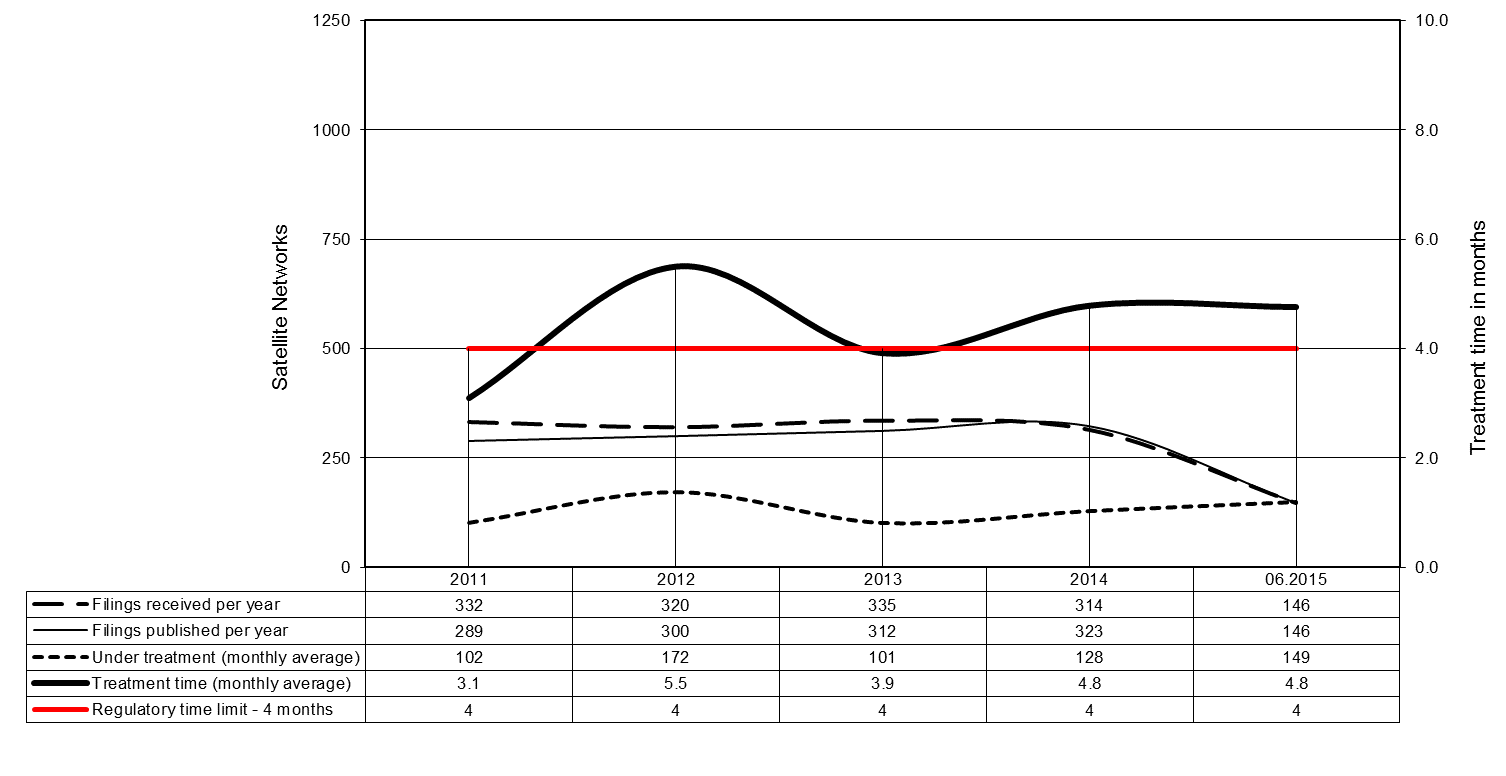 1250
1000
750
500
250
0
Satellite Networks
10.0
8.0
6.0
4.0
2.0
0.0
Treatment time in months
2011 2012 2013 2014 06.2015
Filings received per year 332 320 335 314 146
Filings published per year 289 300 312 323 146
Under treatment (monthly average) 102 172 101 128 149
Treatment time (monthly average) 3.1 5.5 3.9 4.8 4.8
Regulatory time limit - 4 months 4 4 4 4 4